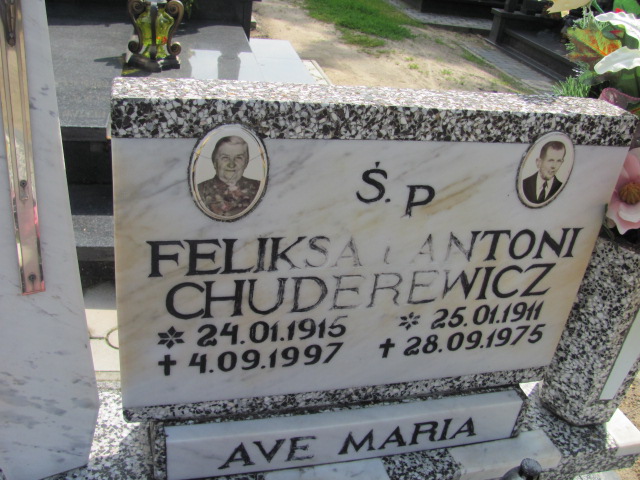 Ś. P
FELIKSA I ANTONI
CHUDEREWICZ
* 24.01.1915 * 25.01.1911
✝ 4.09.1997 ✝ 28.09.1975
AVE MARIA